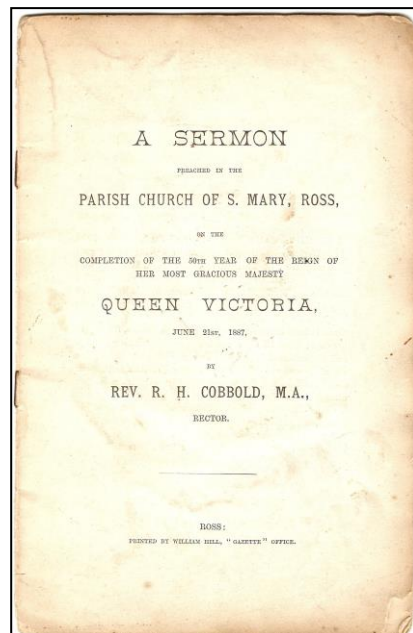 A SERMON
PREACHED IN THE
PARISH CHURCH OF S. MARY, ROSS,
ON THE
COMPLETION OF THE 50TH YEAR OF THE REIGN OF
HER MOST GRACIOUS MAJESTY
QUEEN VICTORIA,
JUNE 21ST, 1887,
BY
REV. R. H. COBBOLD, M.A.,
RECTOR.
ROSS:
PRINTED BY WILLIAM HILL, "GAZETTE" OFFICE.